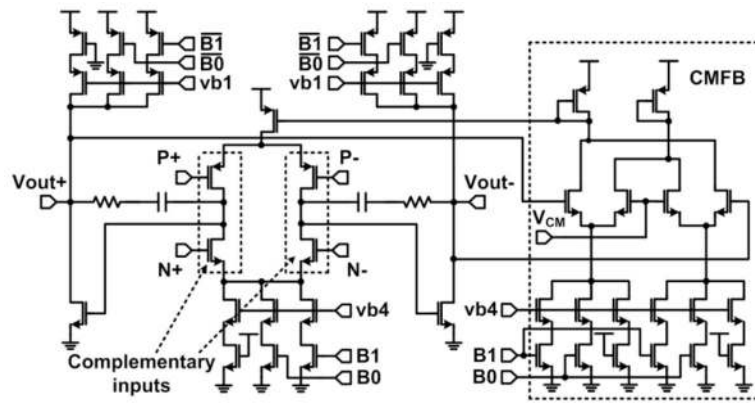 B1
B0
vb1
B1
B0
vb1
CMFB
P+
P-
Vout+
Vout-
VCM
N+
N-
vb4
vb4
Complementary
inputs
B1
B0
B1
B0